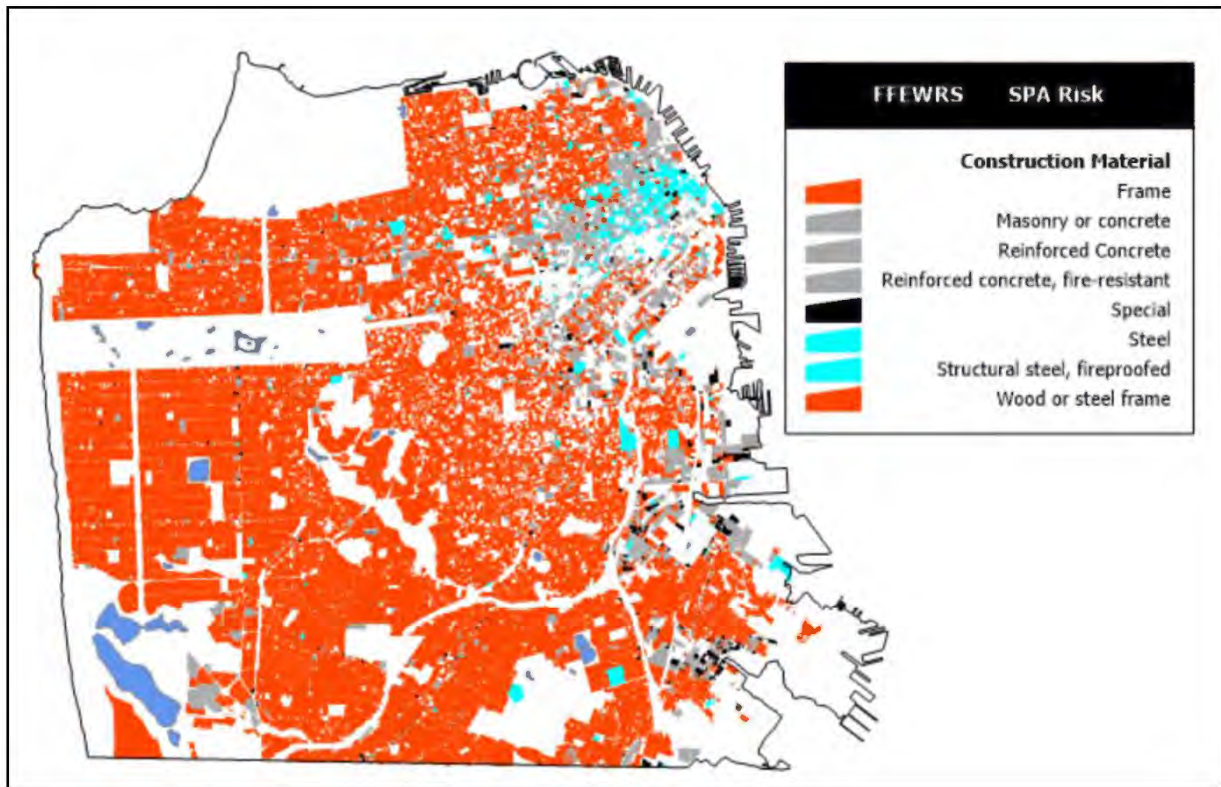 FFEWRS SPA Risk
Construction Material
Frame
Masonry or concrete
Reinforced Concrete
Reinforced concrete, fire-resistant
Special
Steel
Structural steel, fireproofed
Wood or steel frame